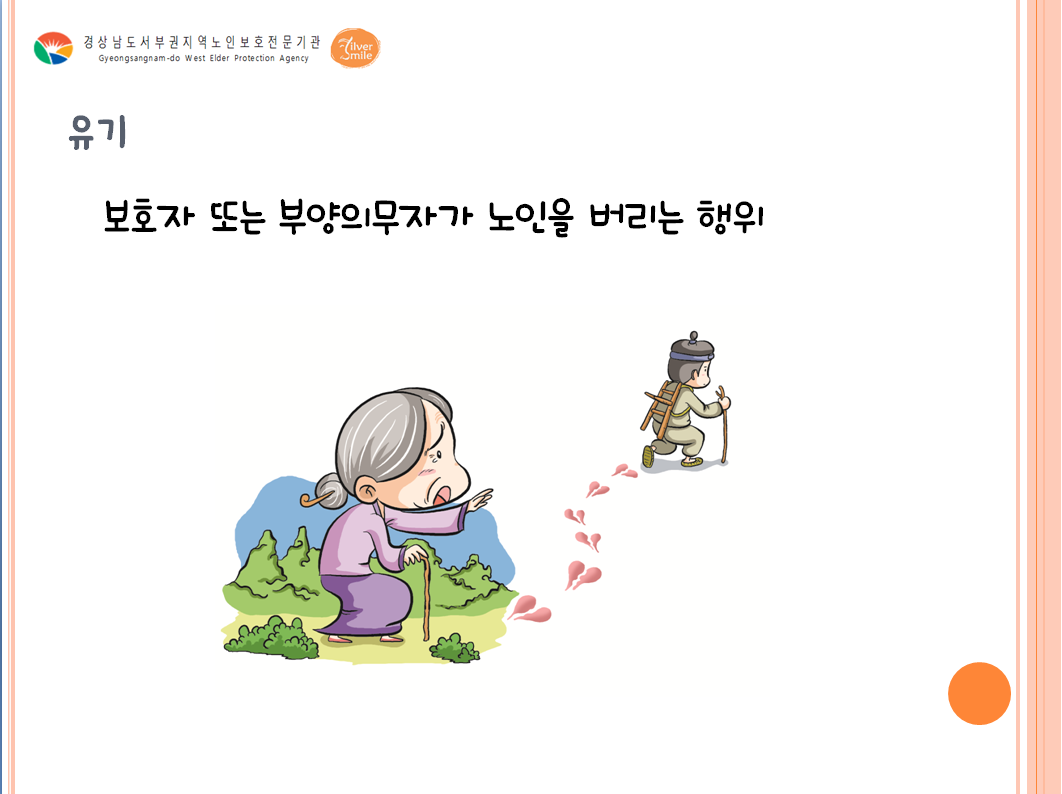 경상남도서부권지역노인보호전문기관
Gyeongsangnam-do West Elder Protection Agency
Silver
Smile
유기
보호자 또는 부양의무자가 노인을 버리는 행위